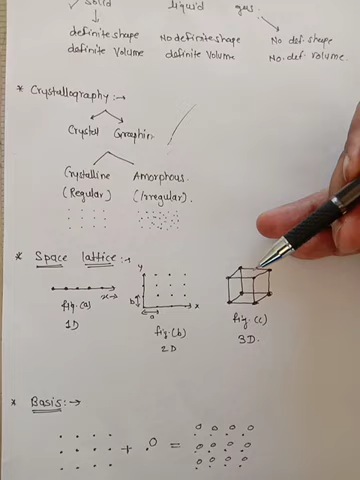 ✓ Solid liquid gas.
definite shape No definite shape No def. shape
definite Volume definite Volume No. def. volume.
* Crystallography :→
Crystal Graphin
Crystalline Amorphous.
(Regular) (Irregular).
* Space lattice :→
y
x→ b x
fig.(a) a fig.(c)
1D fig.(b) 3D.
2D
* Basis :→
+ =